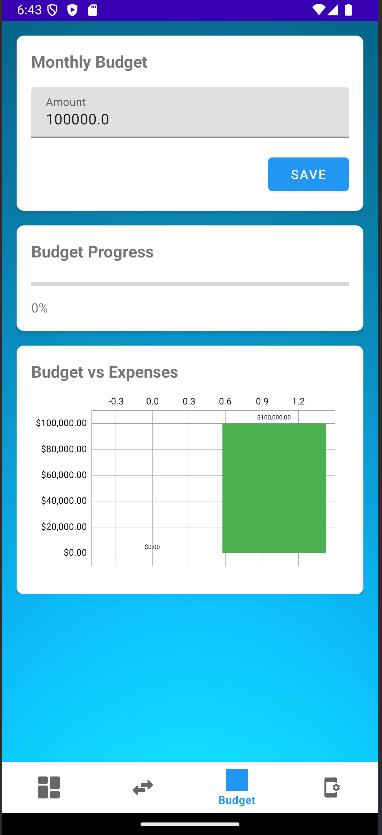 6:43
Monthly Budget
Amount
100000.0
SAVE
Budget Progress
0%
Budget vs Expenses
-0.3 0.0 0.3 0.6 0.9 1.2
$100,000.00
$100,000.00
$80,000.00
$60,000.00
$40,000.00
$20,000.00
$0.00
$0.00
Budget